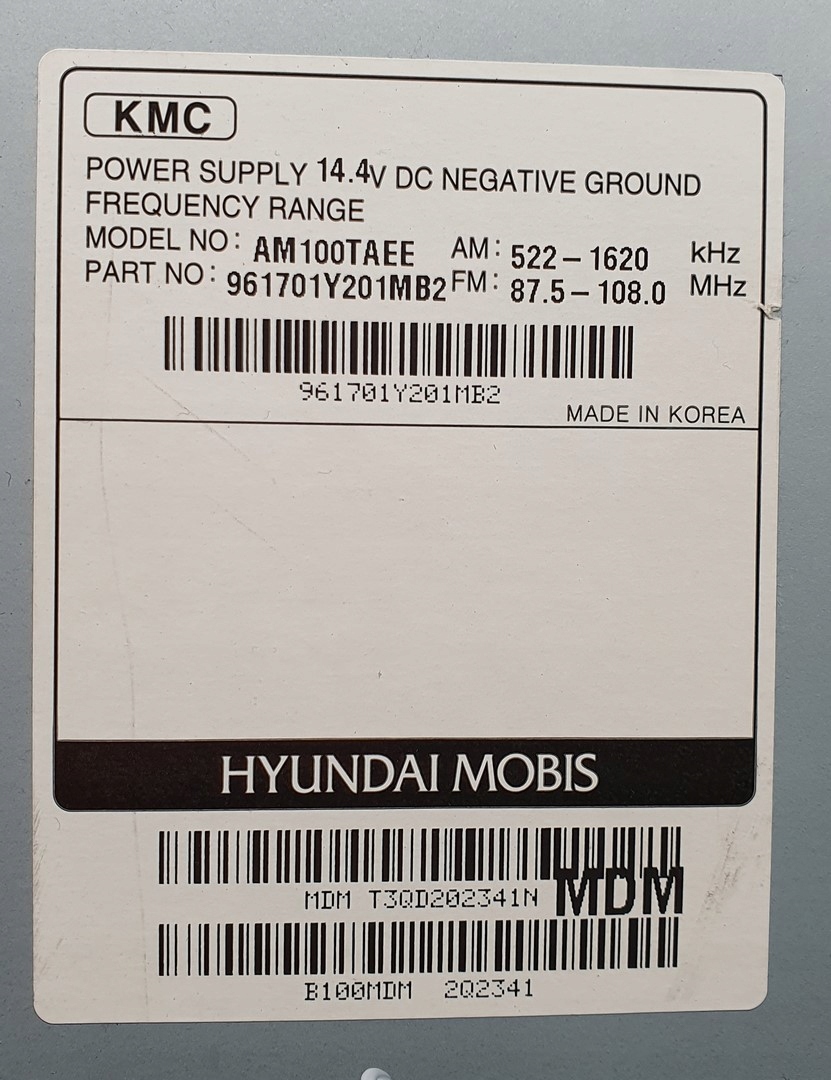 KMC
POWER SUPPLY 14.4V DC NEGATIVE GROUND
FREQUENCY RANGE
MODEL NO: AM100TAEE AM: 522-1620 kHz
PART NO: 961701Y201MB2 FM: 87.5-108.0 MHz
961701Y201MB2
MADE IN KOREA
HYUNDAI MOBIS
MDM T3QD202341N MDM
B100MDM 2Q2341